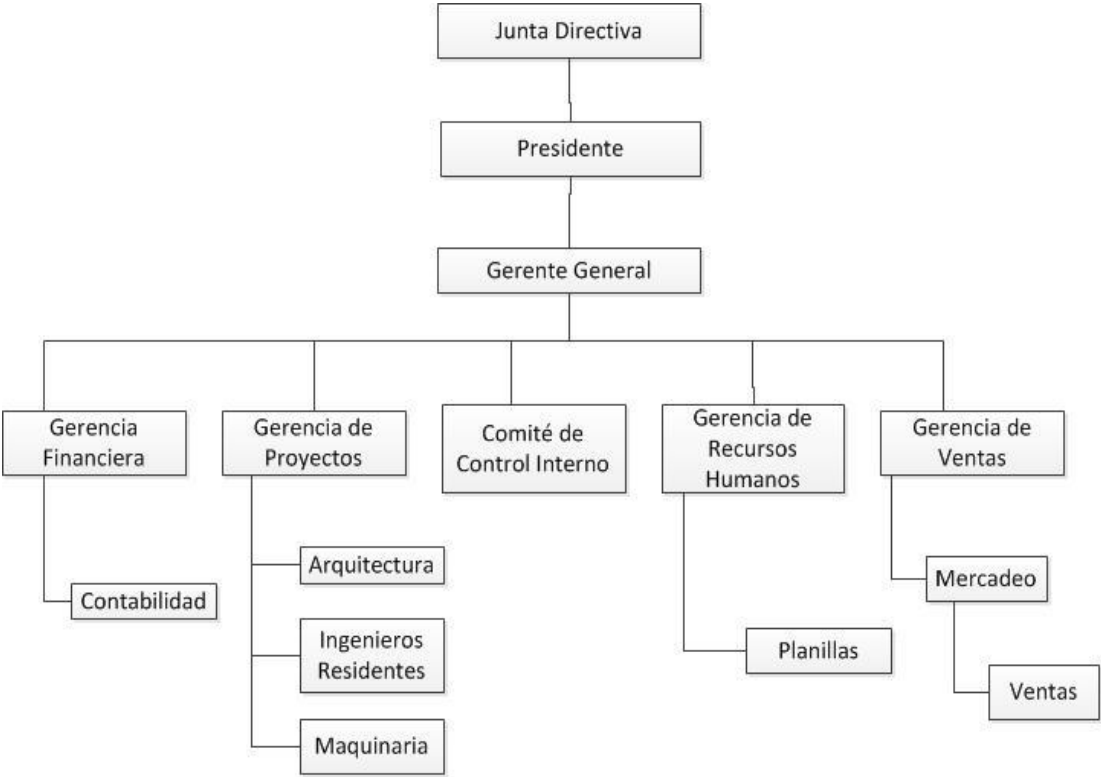 Junta Directiva
Presidente
Gerente General
Gerencia
Financiera
Gerencia de
Proyectos
Comité de
Control Interno
Gerencia de
Recursos
Humanos
Gerencia de
Ventas
Contabilidad
Arquitectura
Ingenieros
Residentes
Maquinaria
Planillas
Mercadeo
Ventas